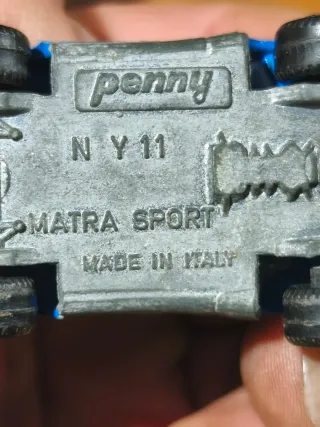 penny
N Y 11
MATRA SPORT
MADE IN ITALY